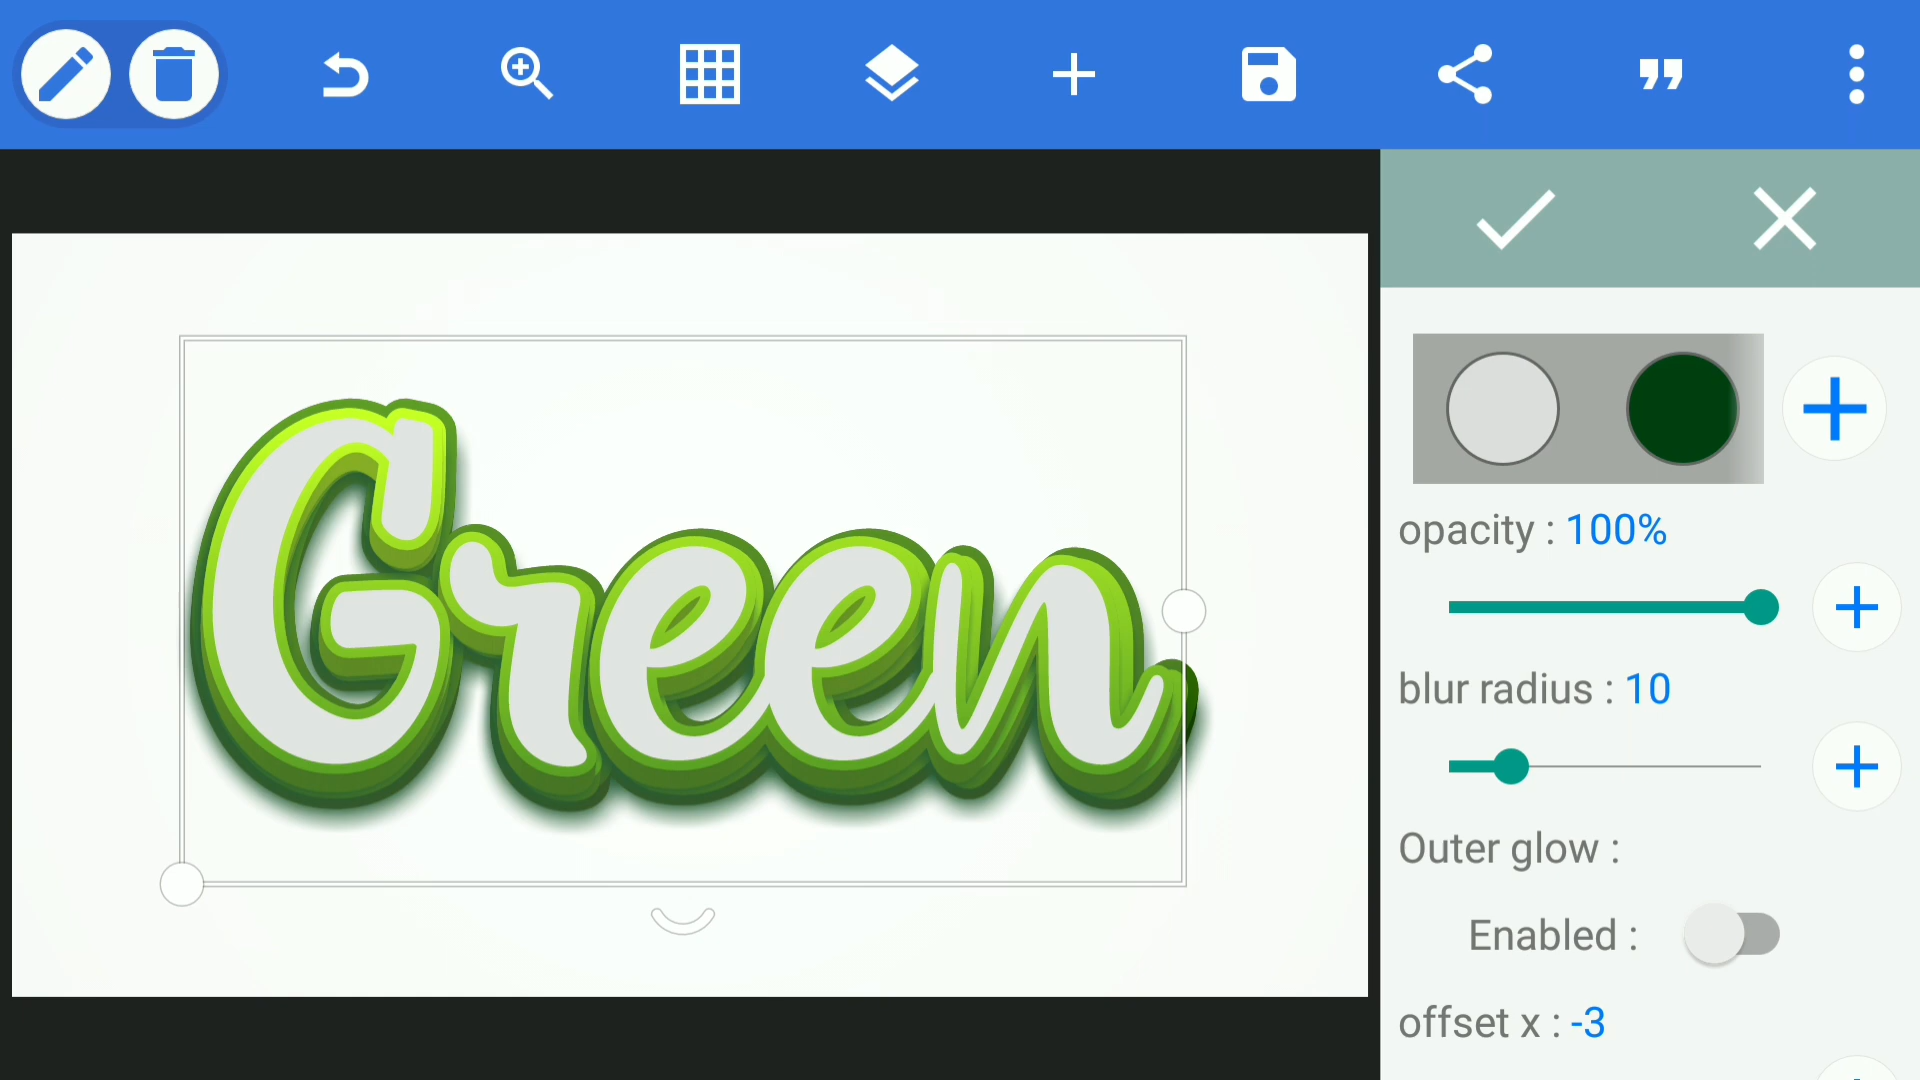 Green
opacity : 100%
blur radius : 10
Outer glow :
Enabled :
offset x : -3